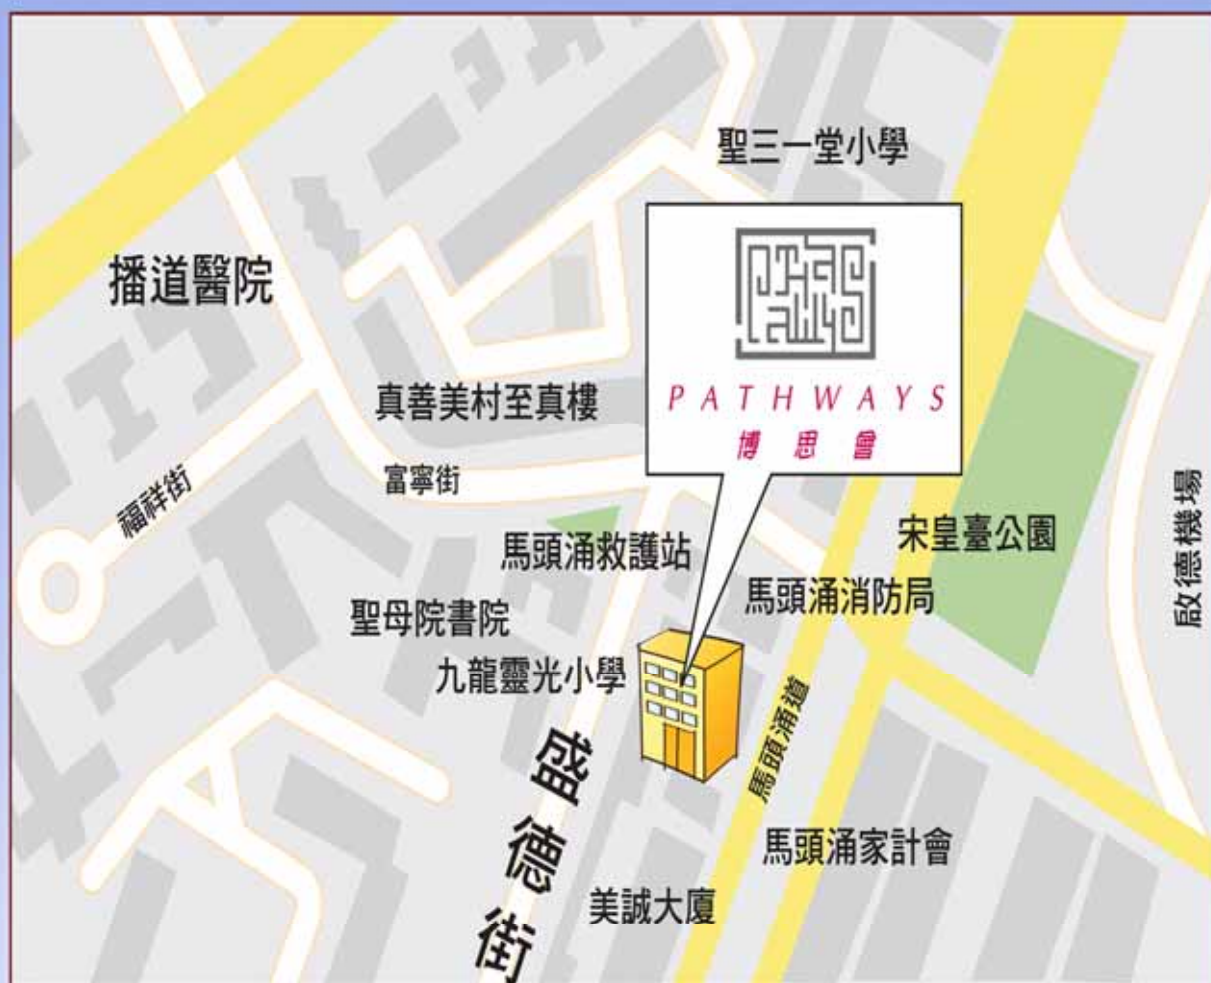 聖三一堂小學
播道醫院
PATHWAYS
PATHWAYS
博思會
真善美村至真樓
富寧街
福祥街
馬頭涌救護站
宋皇臺公園
啟德機場
馬頭涌消防局
聖母院書院
九龍靈光小學
盛德街
馬頭涌道
馬頭涌家計會
美誠大廈